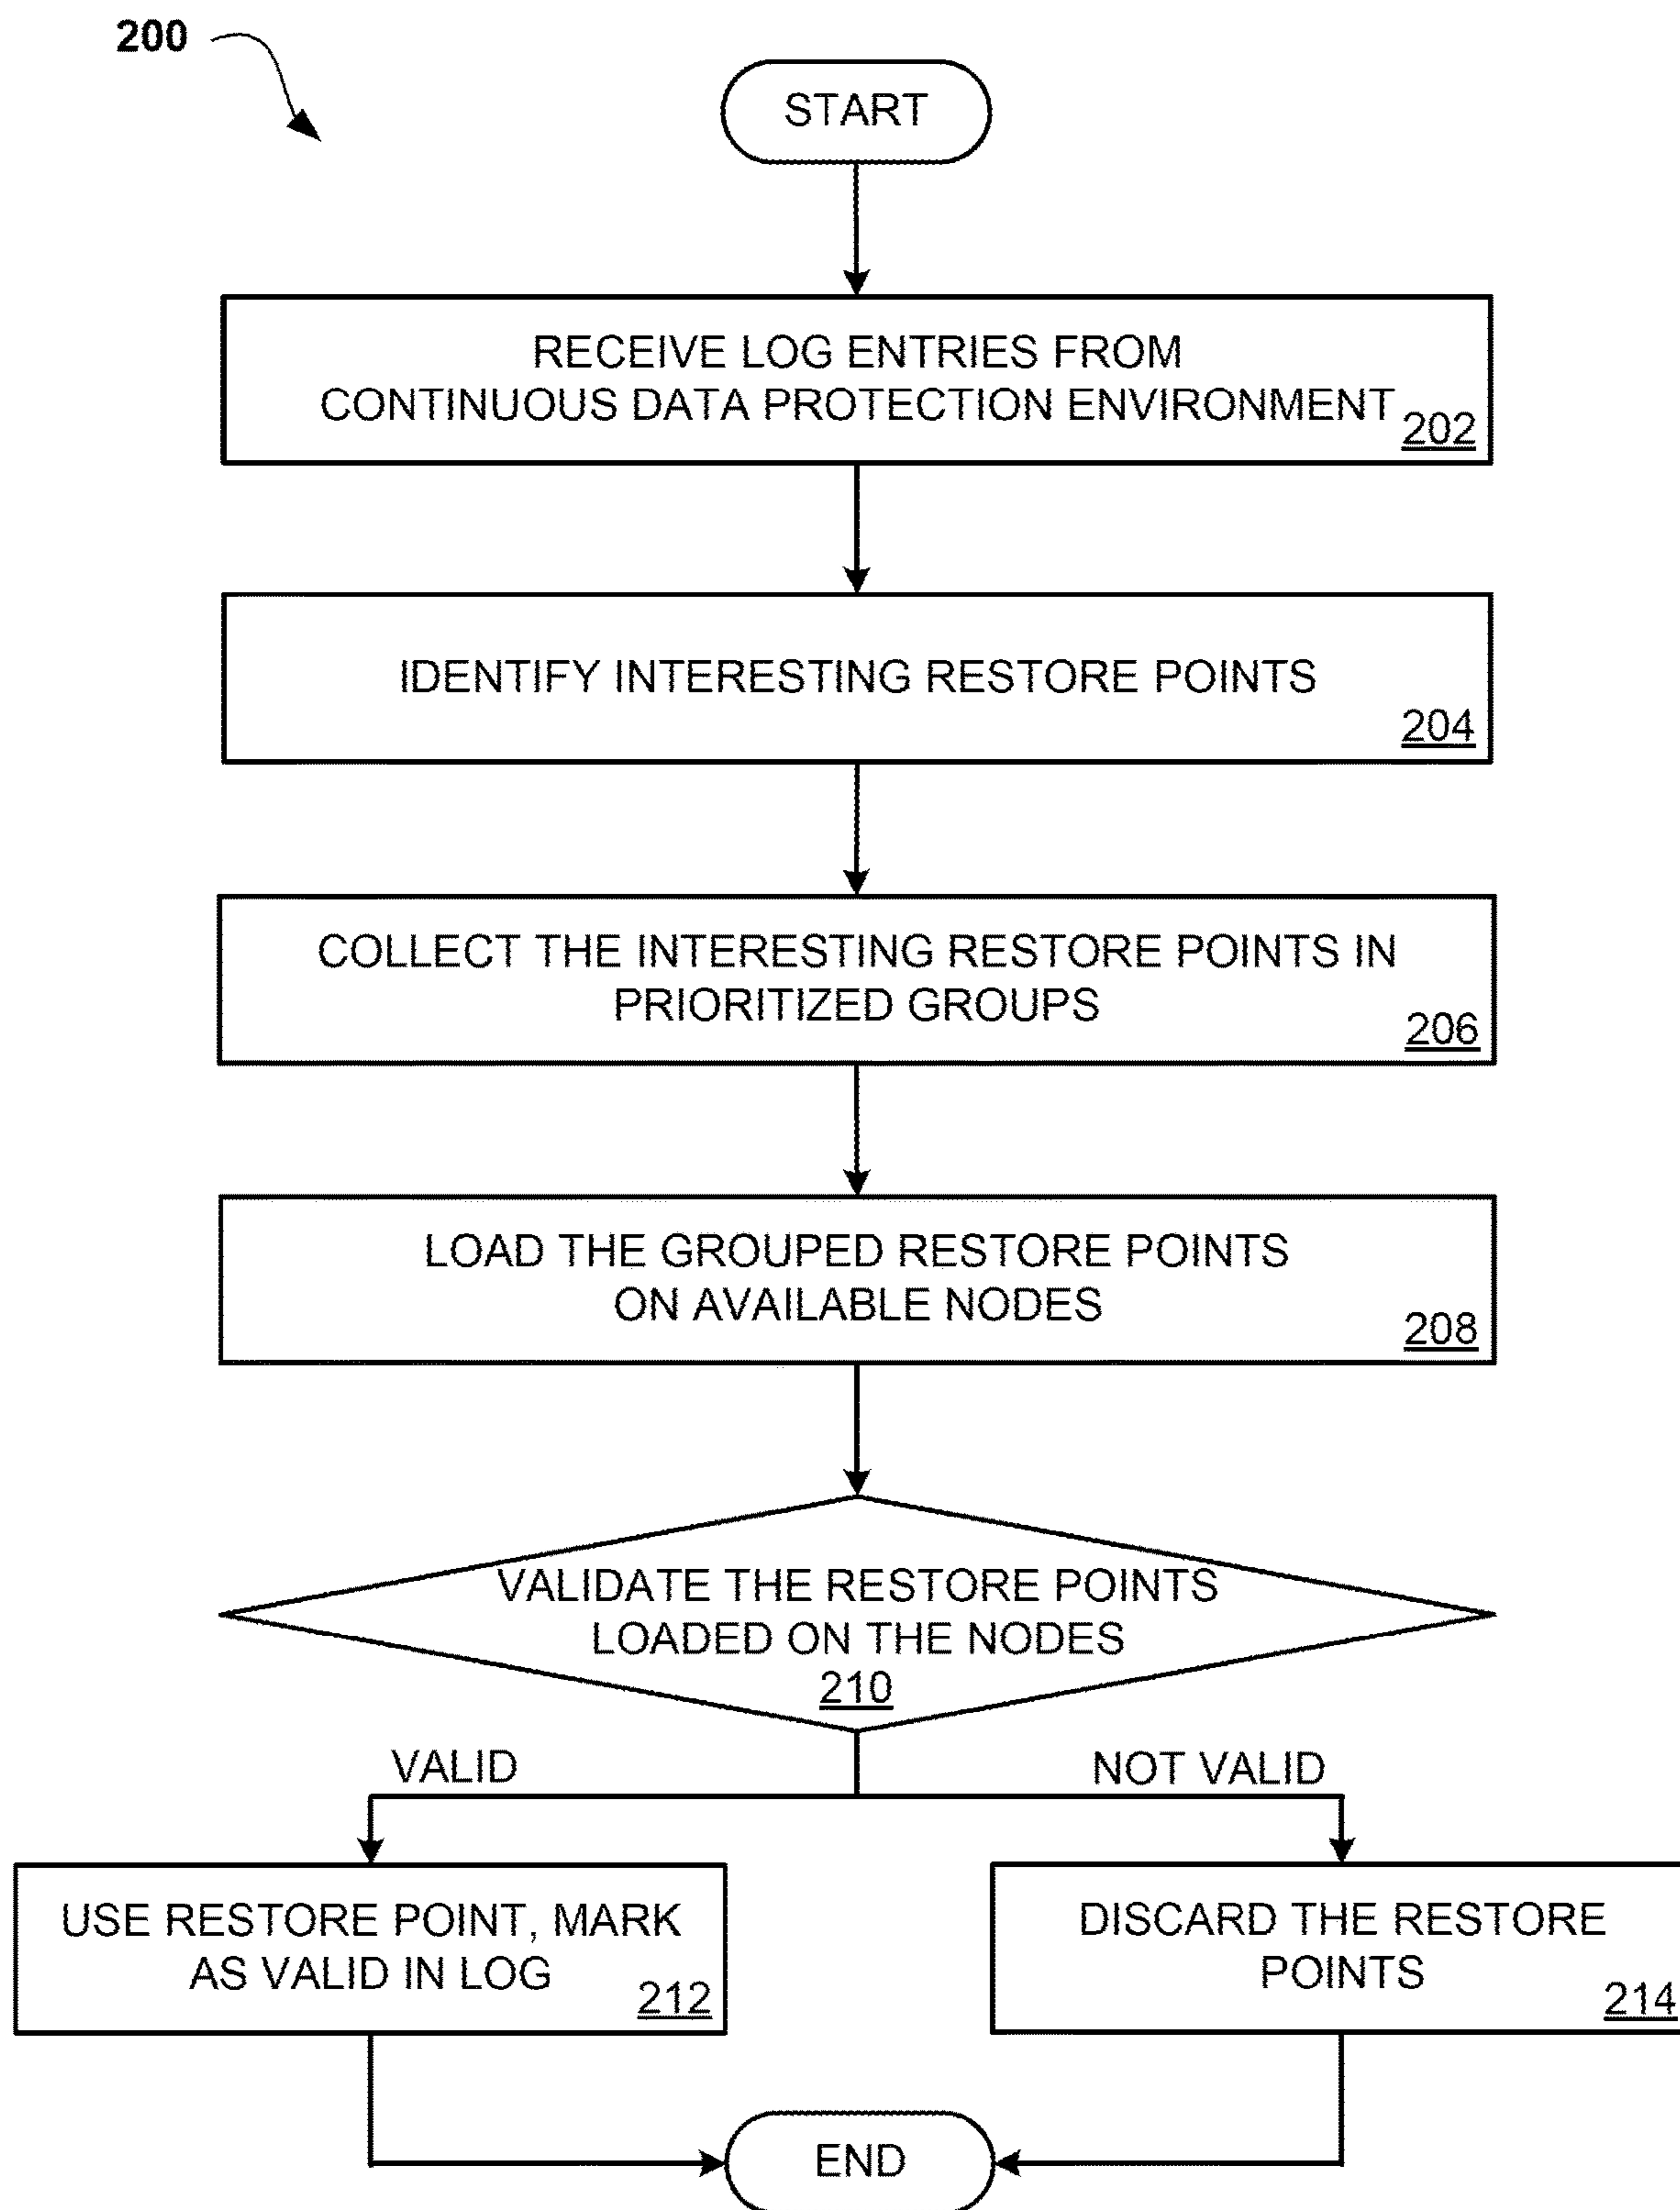 200
START
RECEIVE LOG ENTRIES FROM
CONTINUOUS DATA PROTECTION ENVIRONMENT
202
IDENTIFY INTERESTING RESTORE POINTS
204
COLLECT THE INTERESTING RESTORE POINTS IN
PRIORITIZED GROUPS
206
LOAD THE GROUPED RESTORE POINTS
ON AVAILABLE NODES
208
VALIDATE THE RESTORE POINTS
LOADED ON THE NODES
210
VALID
NOT VALID
USE RESTORE POINT, MARK
AS VALID IN LOG
212
DISCARD THE RESTORE
POINTS
214
END